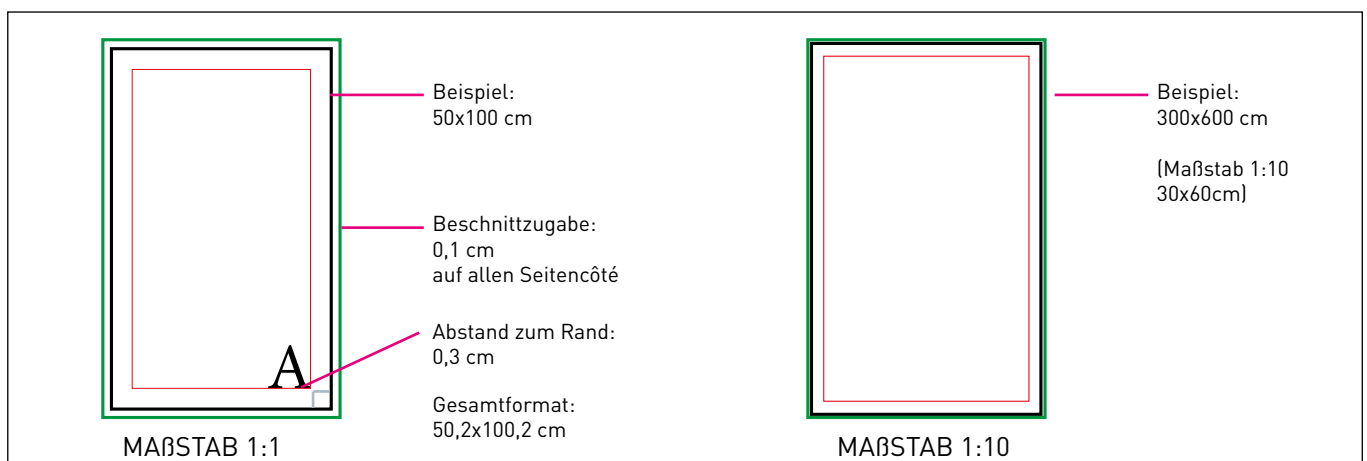 Beispiel:
50x100 cm
Beschnittzugabe:
0,1 cm
auf allen Seitencôté
Abstand zum Rand:
0,3 cm
A
Gesamtformat:
50,2x100,2 cm
MAßSTAB 1:1
Beispiel:
300x600 cm
(Maßstab 1:10
30x60cm)
MAßSTAB 1:10